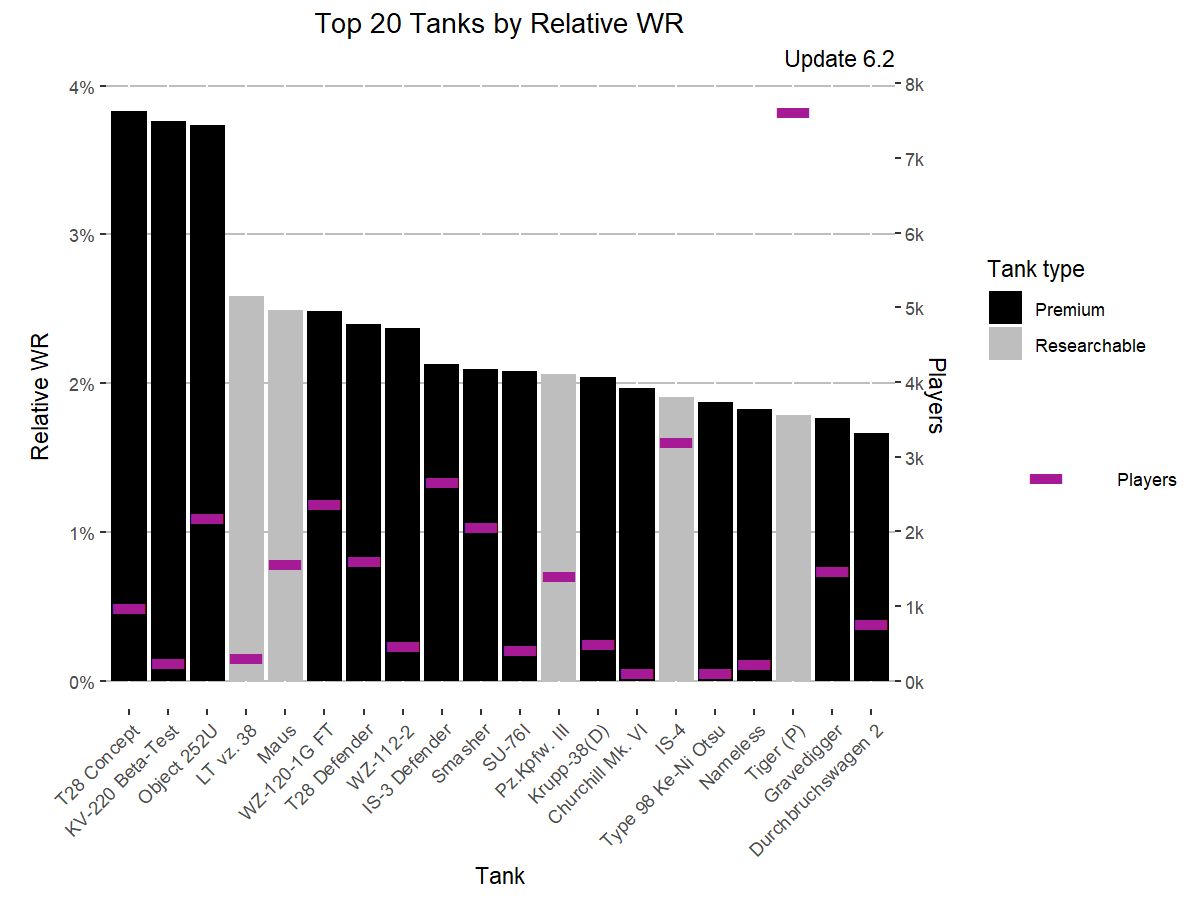 Top 20 Tanks by Relative WR
Update 6.2
4%
3%
2%
1%
0%
Relative WR
8k
7k
6k
5k
4k
3k
2k
1k
0k
Players
T28 Concept
KV-220 Beta-Test
Object 252U
LT vz. 38
Maus
WZ-120-1G FT
T28 Defender
WZ-112-2
IS-3 Defender
Smasher
SU-76I
Pz.Kpfw. III
Krupp-38(D)
Churchill Mk. VI
IS-4
Type 98 Ke-Ni Otsu
Nameless
Tiger (P)
Gravedigger
Durchbruchswagen 2
Tank
Tank type
Premium
Researchable
Players